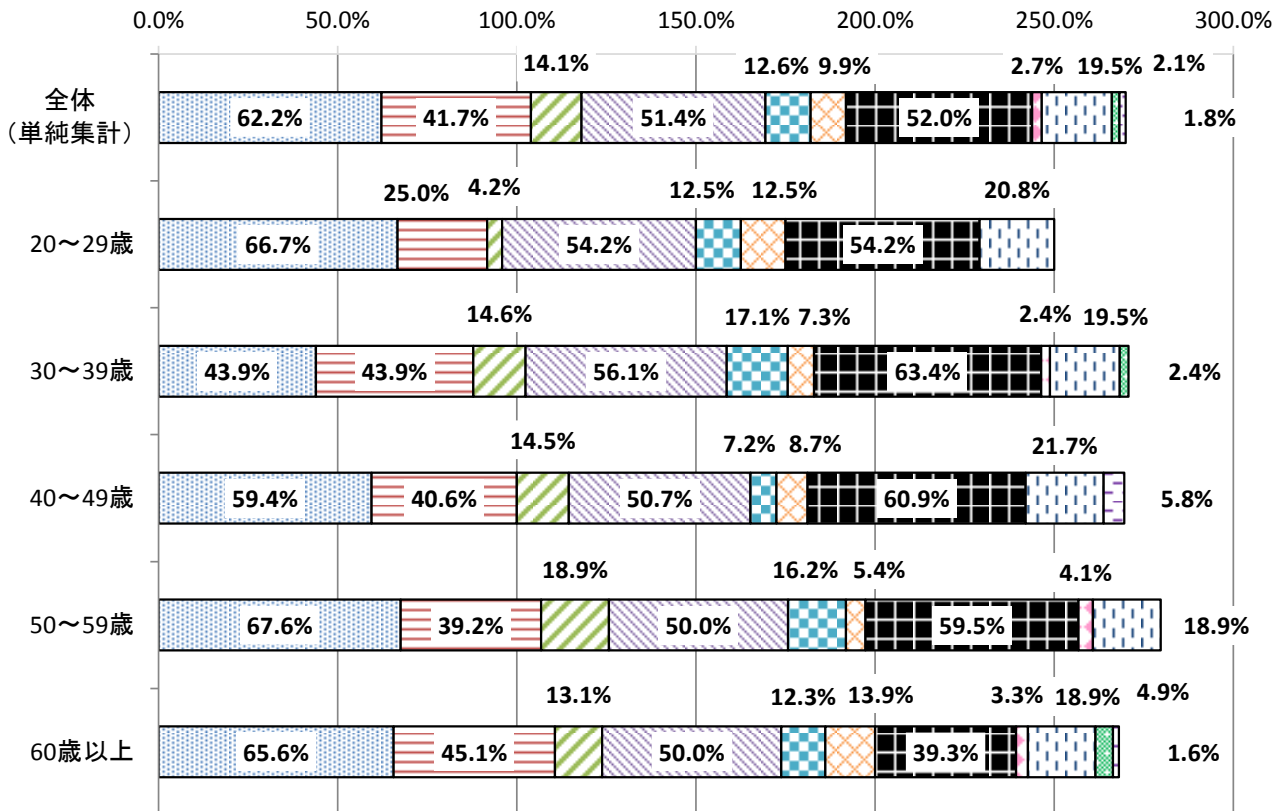 0.0% 50.0% 100.0% 150.0% 200.0% 250.0% 300.0%
14.1% 12.6% 9.9% 2.7% 19.5% 2.1%
全体
(単純集計)
62.2% 41.7% 51.4% 52.0% 1.8%
25.0% 4.2% 12.5% 12.5% 20.8%
20～29歳 66.7% 54.2% 54.2%
14.6% 17.1% 7.3% 2.4% 19.5%
30～39歳 43.9% 43.9% 56.1% 63.4% 2.4%
14.5% 7.2% 8.7% 21.7%
40～49歳 59.4% 40.6% 50.7% 60.9% 5.8%
18.9% 16.2% 5.4% 4.1%
50～59歳 67.6% 39.2% 50.0% 59.5% 18.9%
13.1% 12.3% 13.9% 3.3% 18.9% 4.9%
60歳以上 65.6% 45.1% 50.0% 39.3% 1.6%